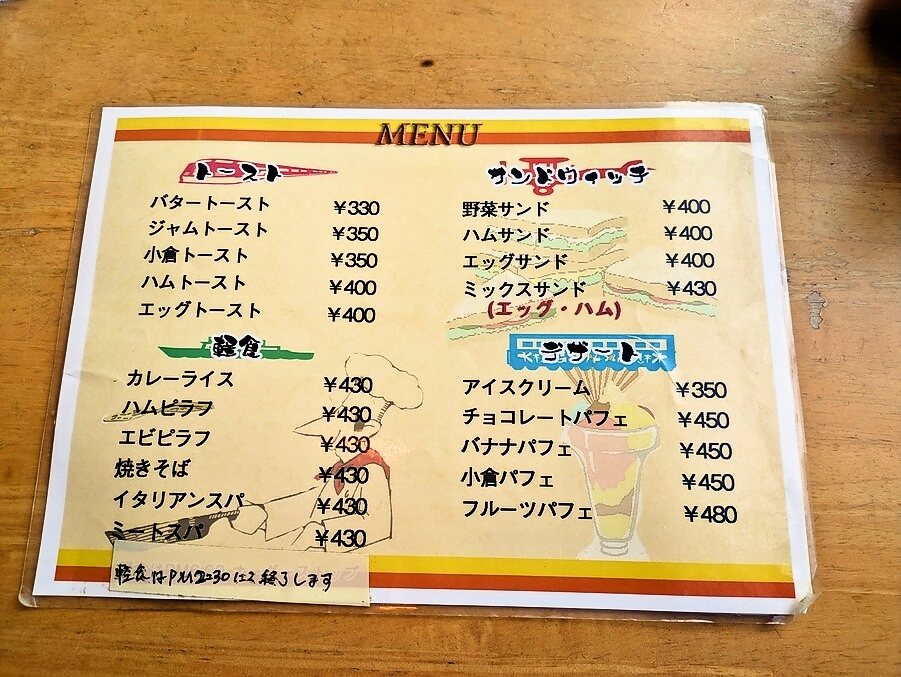 MENU
トースト
バタートースト ¥330
ジャムトースト ¥350
小倉トースト ¥350
ハムトースト ¥400
エッグトースト ¥400
軽食
カレーライス ¥430
ハムピラフ ¥430
エビピラフ ¥430
焼きそば ¥430
イタリアンスパ ¥430
ミートスパ ¥430
軽食はPM2:30にて終了します
サンドウィッチ
野菜サンド ¥400
ハムサンド ¥400
エッグサンド ¥400
ミックスサンド ¥430
(エッグ・ハム)
デザート
アイスクリーム ¥350
チョコレートパフェ ¥450
バナナパフェ ¥450
小倉パフェ ¥450
フルーツパフェ ¥480